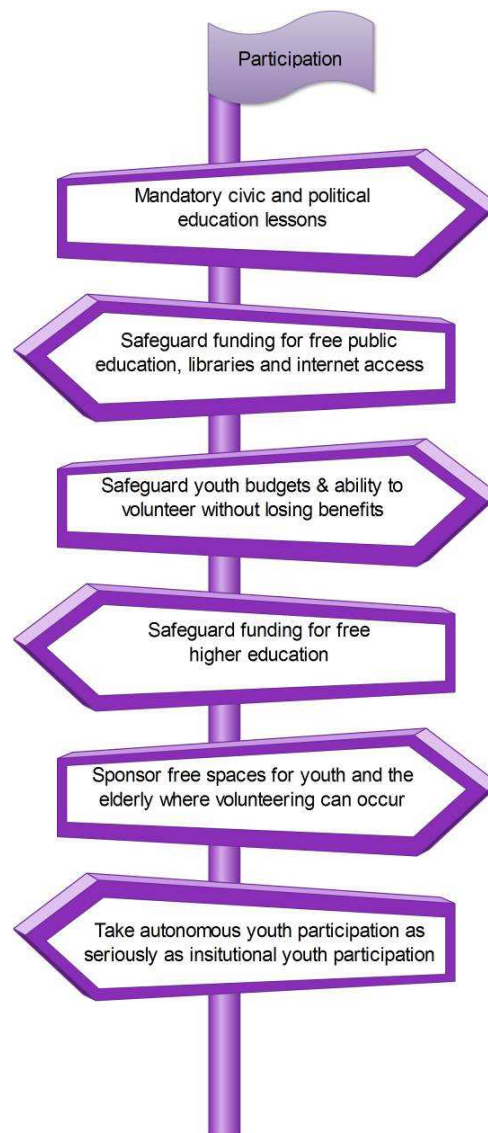 Participation
Mandatory civic and political
education lessons
Safeguard funding for free public
education, libraries and internet access
Safeguard youth budgets & ability to
volunteer without losing benefits
Safeguard funding for free
higher education
Sponsor free spaces for youth and the
elderly where volunteering can occur
Take autonomous youth participation as
seriously as insitutional youth participation